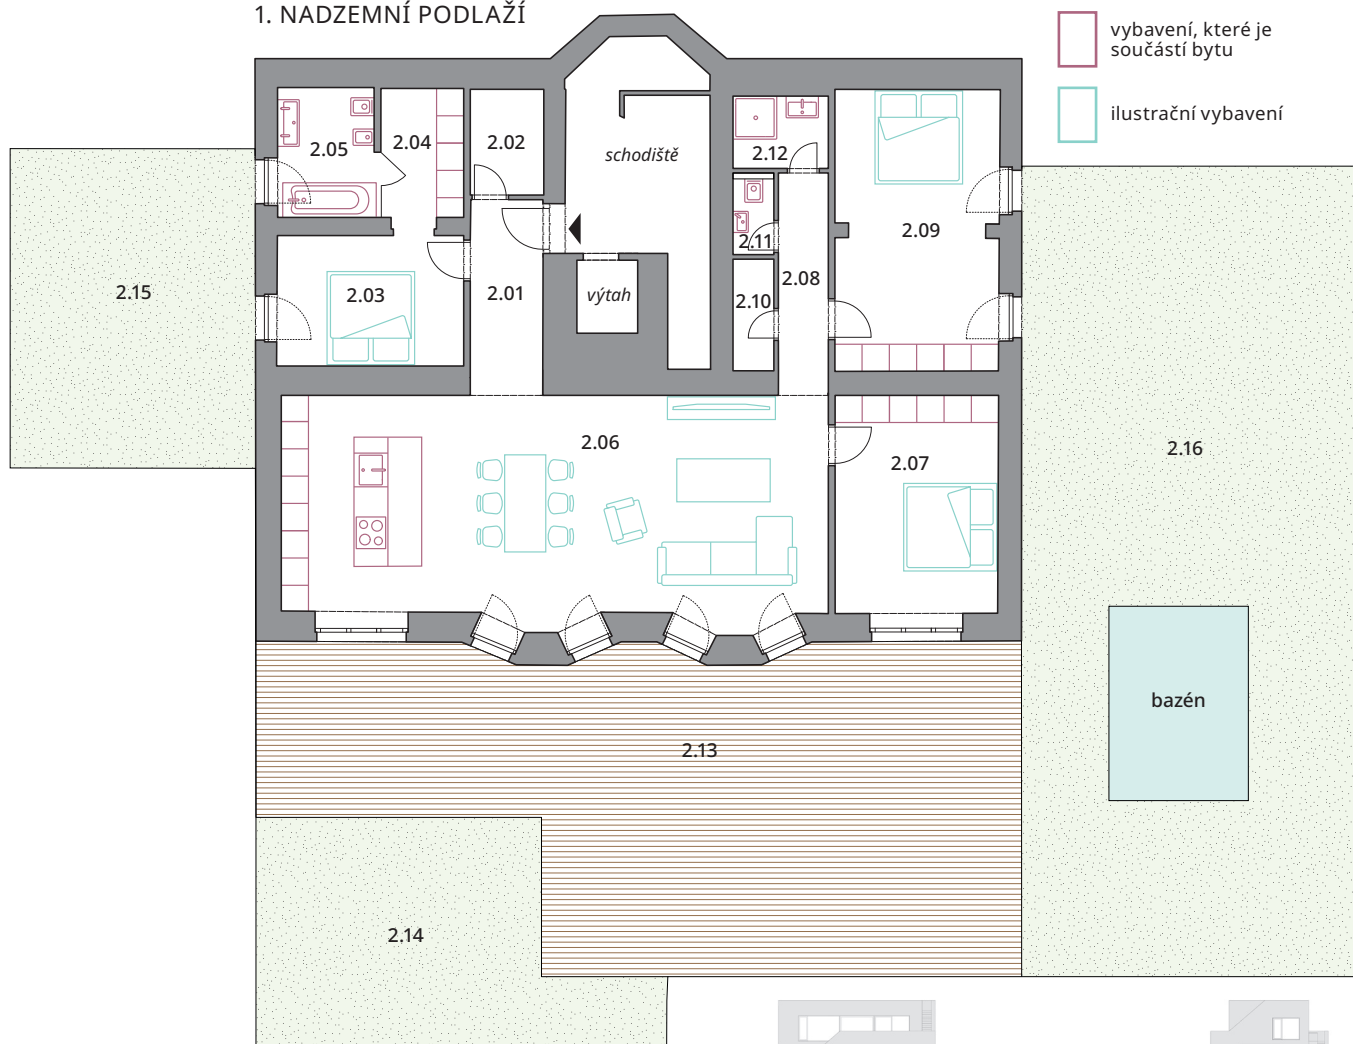 1. NADZEMNÍ PODLAŽÍ
vybavení, které je
součástí bytu
ilustrační vybavení
2.05
2.04
2.02
schodiště
2.12
2.11
2.09
2.15
2.03
2.01
výtah
2.10
2.08
2.06
2.07
2.16
bazén
2.13
2.14